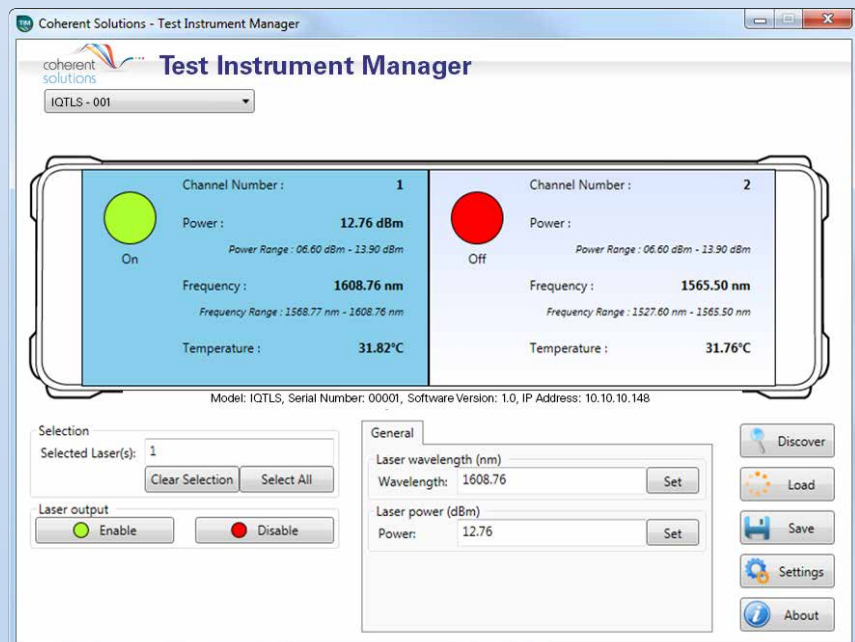 TIM Coherent Solutions - Test Instrument Manager
coherent
solutions
Test Instrument Manager
IQTLS - 001
Channel Number : 1
Power : 12.76 dBm
Power Range : 06.60 dBm - 13.90 dBm
On
Frequency : 1608.76 nm
Frequency Range : 1568.77 nm - 1608.76 nm
Temperature : 31.82°C
Channel Number : 2
Power :
Power Range : 06.60 dBm - 13.90 dBm
Off
Frequency : 1565.50 nm
Frequency Range : 1527.60 nm - 1565.50 nm
Temperature : 31.76°C
Model: IQTLS, Serial Number: 00001, Software Version: 1.0, IP Address: 10.10.10.148
Selection
Selected Laser(s): 1
Clear Selection Select All
Laser output
Enable Disable
General
Laser wavelength (nm)
Wavelength: 1608.76 Set
Laser power (dBm)
Power: 12.76 Set
Discover
Load
Save
Settings
About